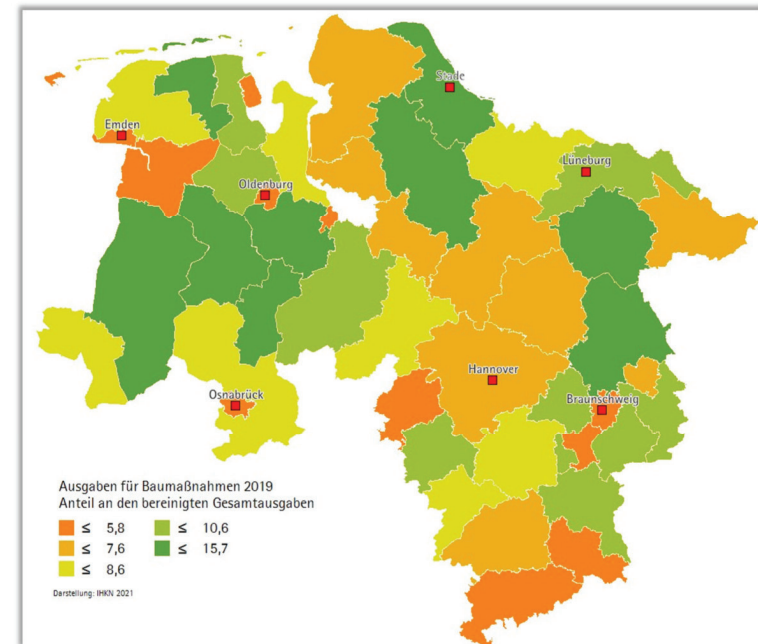 Stade
Emden
Lüneburg
Oldenburg
Hannover
Osnabrück
Braunschweig
Ausgaben für Baumaßnahmen 2019
Anteil an den bereinigten Gesamtausgaben
≤ 5,8 ≤ 10,6
≤ 7,6 ≤ 15,7
≤ 8,6
Darstellung: IHKN 2021